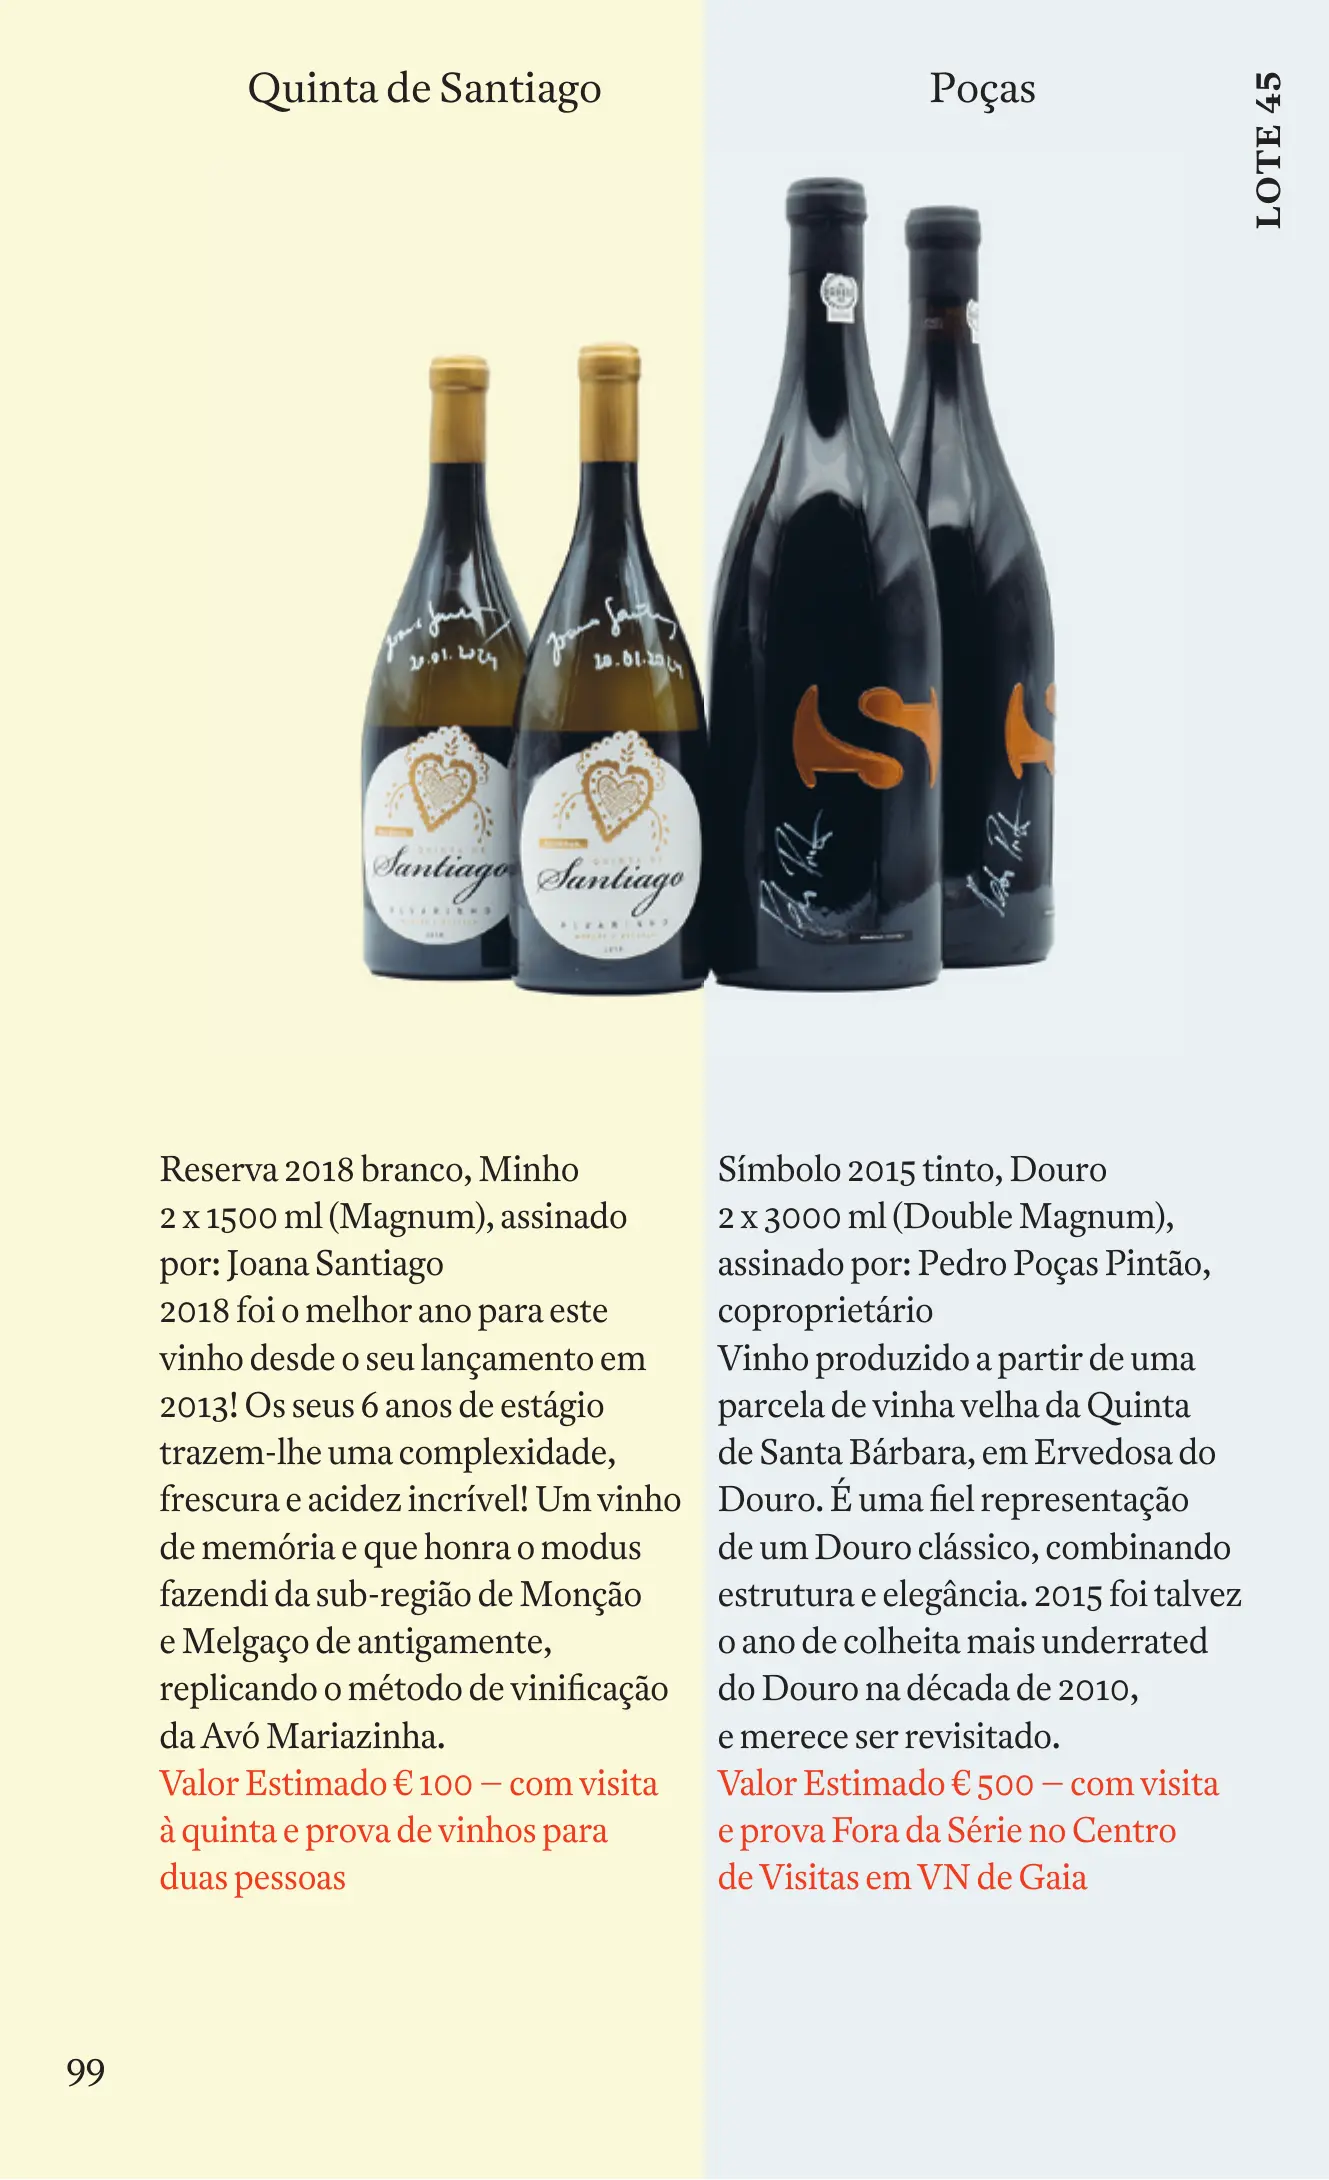 Quinta de Santiago
Poças
LOTE 45
Joana Santiago
20.01.2024
Joana Santiago
20.01.2024
QUINTA DE
Santiago
ALVARINHO
2018
QUINTA DE
Santiago
ALVARINHO
2018
Reserva 2018 branco, Minho
2 x 1500 ml (Magnum), assinado
por: Joana Santiago
2018 foi o melhor ano para este
vinho desde o seu lançamento em
2013! Os seus 6 anos de estágio
trazem-lhe uma complexidade,
frescura e acidez incrível! Um vinho
de memória e que honra o modus
fazendi da sub-região de Monção
e Melgaço de antigamente,
replicando o método de vinificação
da Avó Mariazinha.
Valor Estimado € 100 — com visita
à quinta e prova de vinhos para
duas pessoas
Símbolo 2015 tinto, Douro
2 x 3000 ml (Double Magnum),
assinado por: Pedro Poças Pintão,
coproprietário
Vinho produzido a partir de uma
parcela de vinha velha da Quinta
de Santa Bárbara, em Ervedosa do
Douro. É uma fiel representação
de um Douro clássico, combinando
estrutura e elegância. 2015 foi talvez
o ano de colheita mais underrated
do Douro na década de 2010,
e merece ser revisitado.
Valor Estimado € 500 — com visita
e prova Fora da Série no Centro
de Visitas em VN de Gaia
99